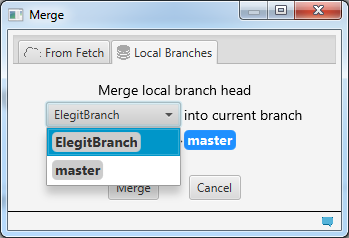 Merge
: From Fetch
Local Branches
Merge local branch head
ElegitBranch into current branch
ElegitBranch master
master
Merge Cancel